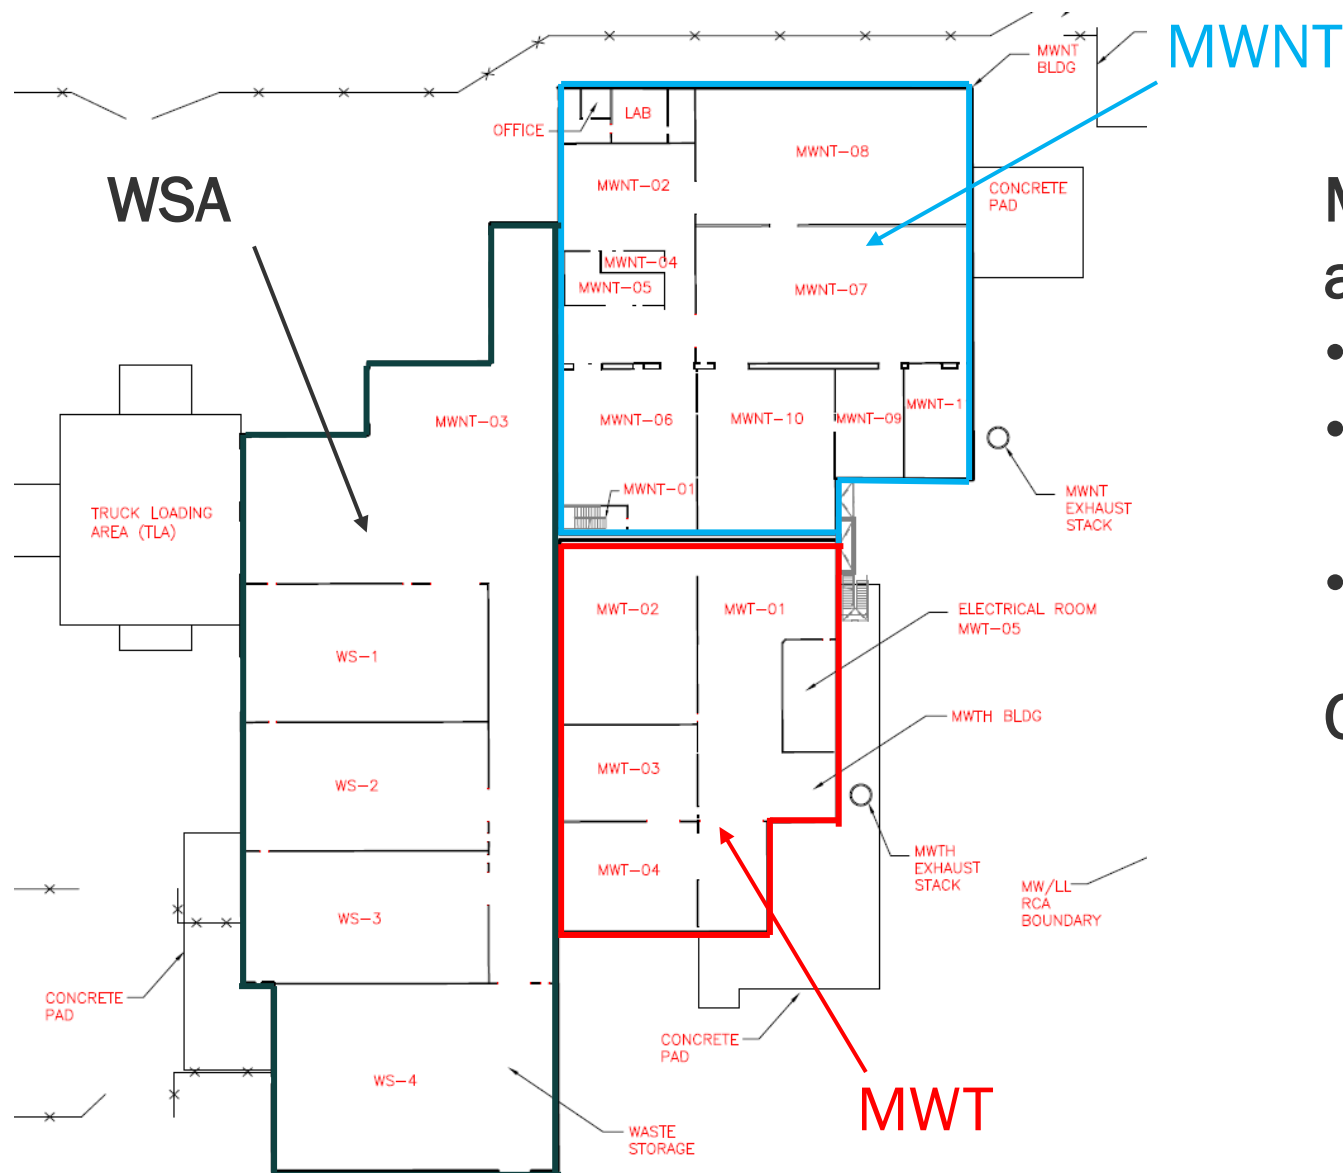 MWNT
MWNT
BLDG
OFFICE
LAB
MWNT-08
WSA
MWNT-02
CONCRETE
PAD
M
a
MWNT-04
MWNT-05
MWNT-07
•
MWNT-03
MWNT-06
MWNT-10
MWNT-09
MWNT-1
•
MWNT-01
MWNT
EXHAUST
STACK
TRUCK LOADING
AREA (TLA)
•
MWT-02
MWT-01
ELECTRICAL ROOM
MWT-05
WS-1
MWTH BLDG
WS-2
MWT-03
MWT-04
MWTH
EXHAUST
STACK
MW/LL
RCA
BOUNDARY
WS-3
CONCRETE
PAD
CONCRETE
PAD
WS-4
MWT
WASTE
STORAGE